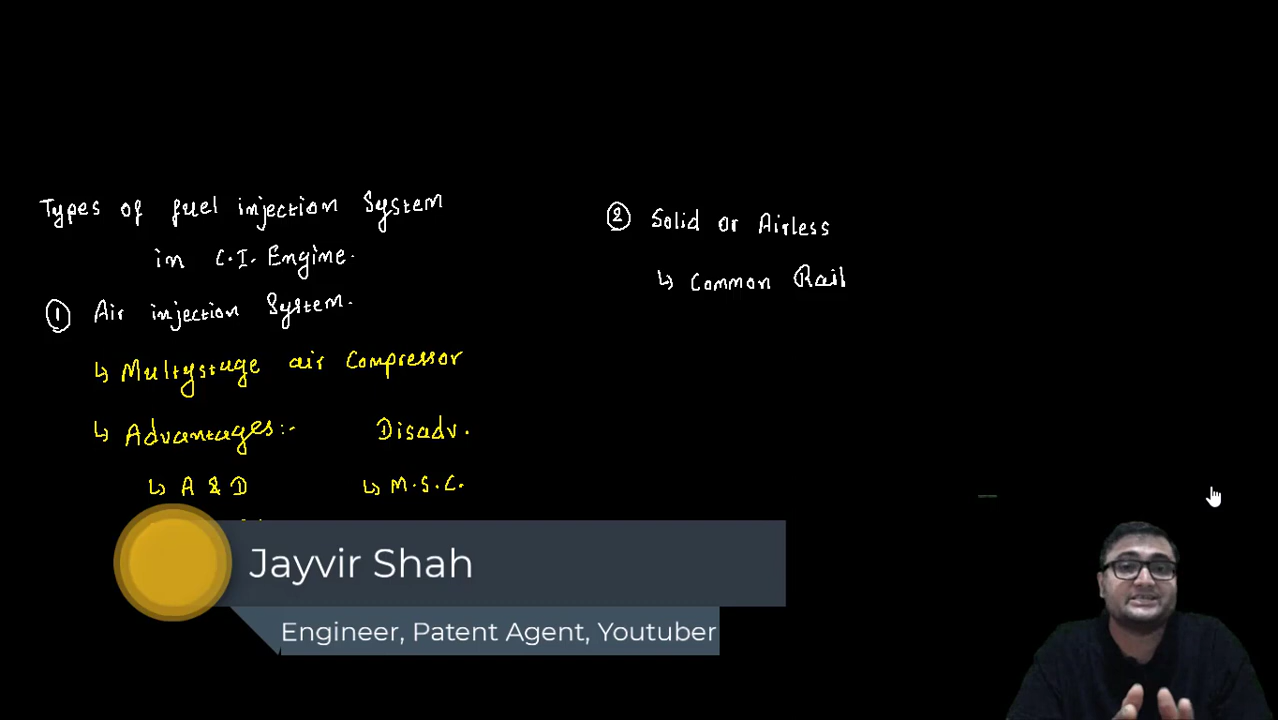 Types of fuel injection System
in C.I. Engine.
① Air injection System.
↳ Multystage air Compressor
↳ Advantages:- Disadv.
↳ A & D ↳ M.S.C.
② Solid or Airless
↳ Common Rail
Jayvir Shah
Engineer, Patent Agent, Youtuber